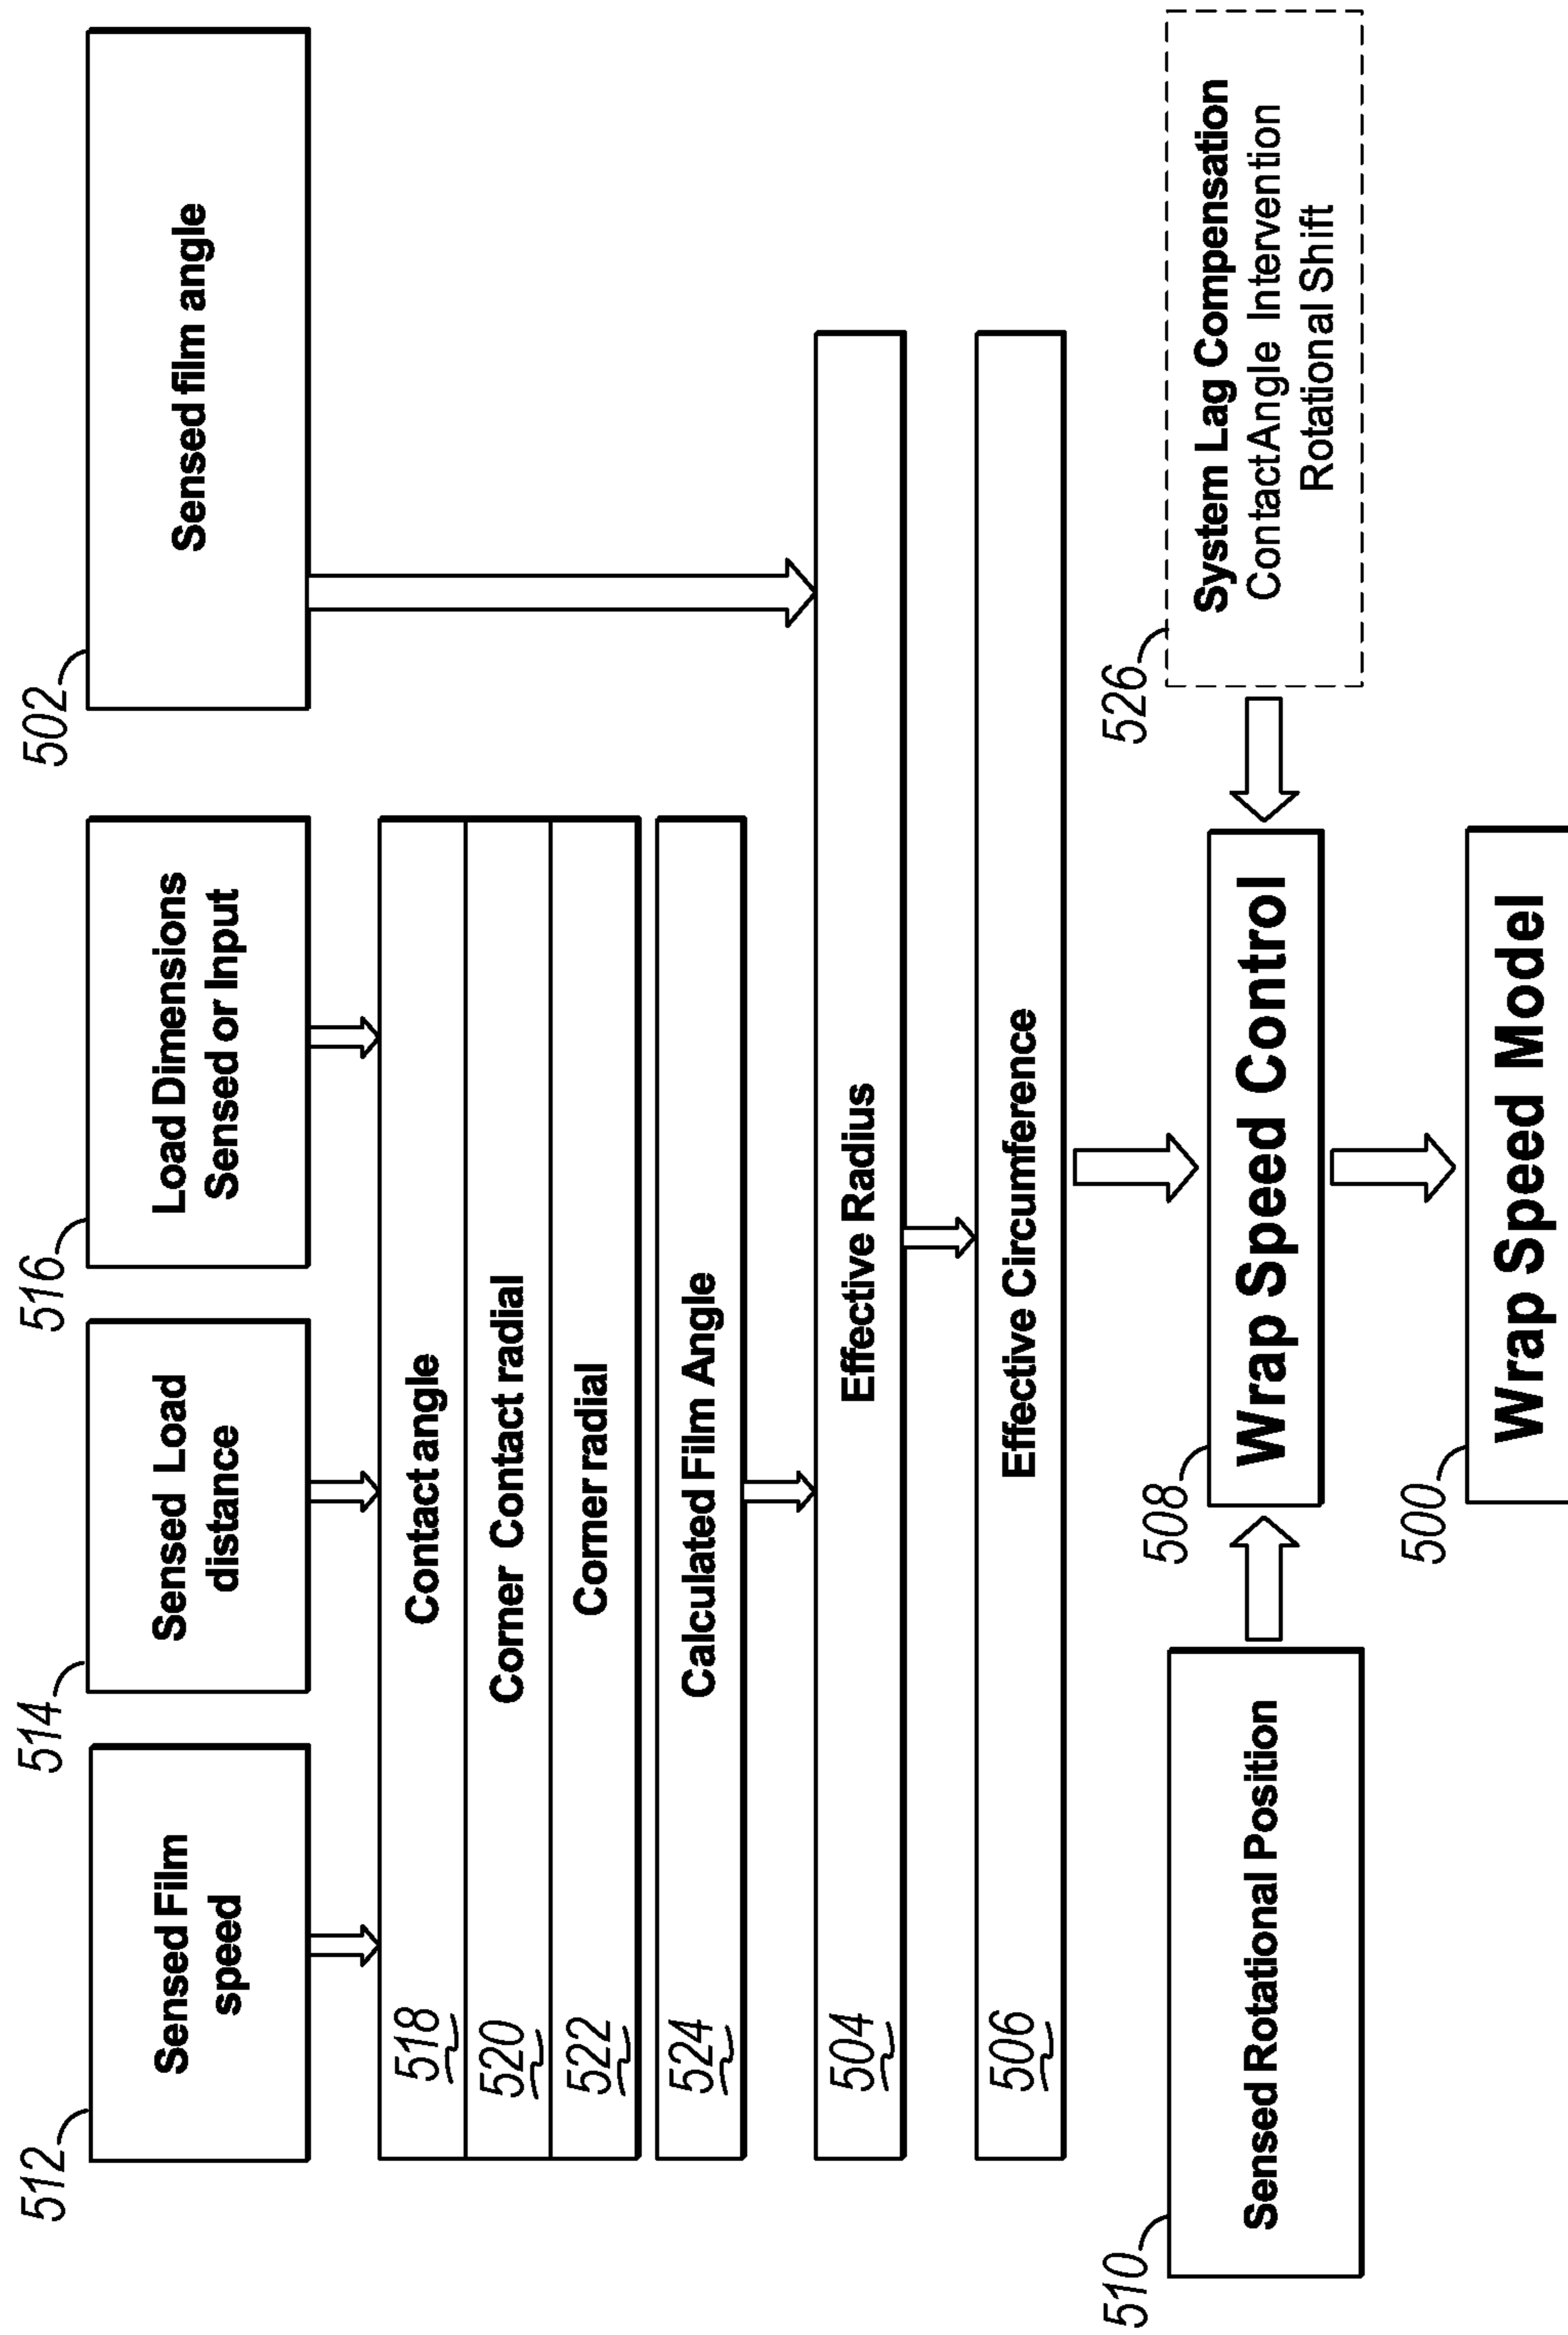 512
Sensed Film
speed
514
Sensed Load
distance
516
Load Dimensions
Sensed or Input
502
Sensed film angle
518
Contact angle
520
Corner Contact radial
522
Corner radial
524
Calculated Film Angle
504
Effective Radius
506
Effective Circumference
510
Sensed Rotational Position
508
Wrap Speed Control
526
System Lag Compensation
Contact Angle Intervention
Rotational Shift
500
Wrap Speed Model